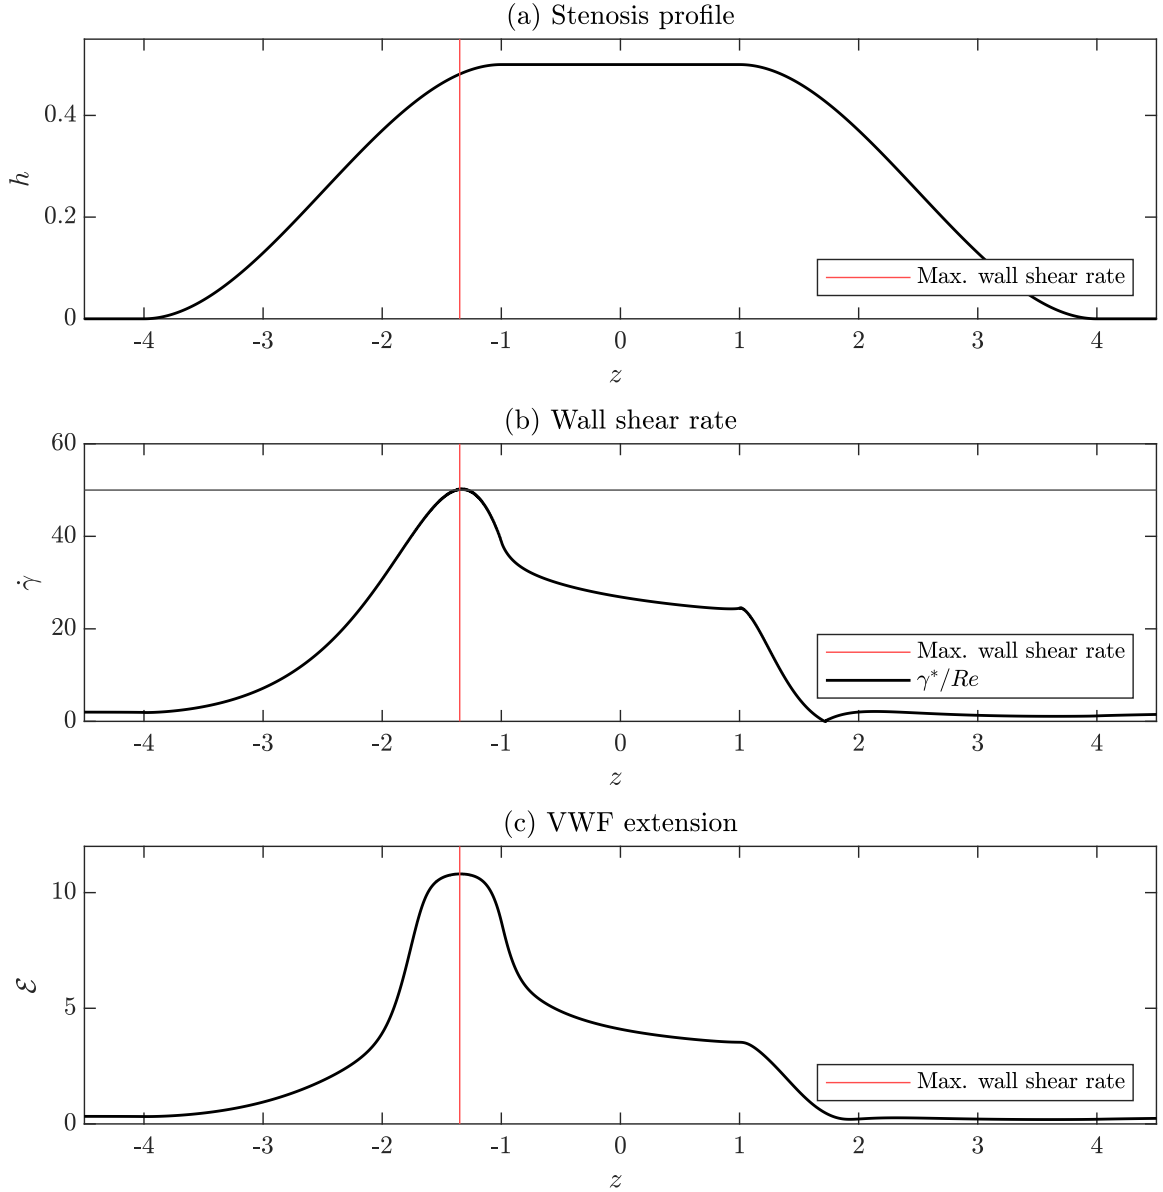 (a) Stenosis profile
0.4
0.2
0
h
Max. wall shear rate
-4 -3 -2 -1 0 1 2 3 4
z
(b) Wall shear rate
60
40
20
0
γ̇
Max. wall shear rate
γ*/Re
-4 -3 -2 -1 0 1 2 3 4
z
(c) VWF extension
10
5
0
ℰ
Max. wall shear rate
-4 -3 -2 -1 0 1 2 3 4
z